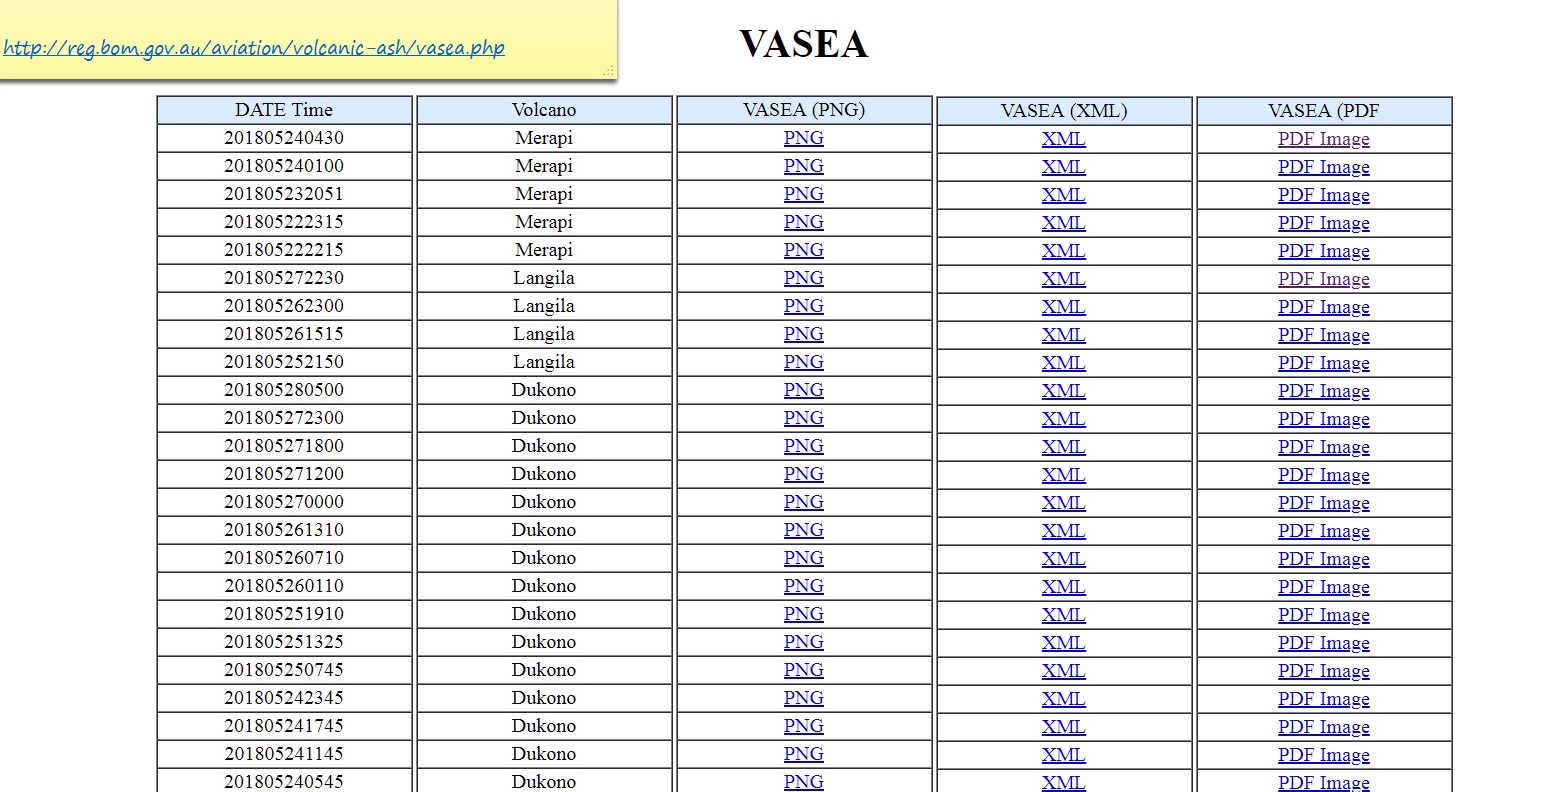 http://reg.bom.gov.au/aviation/volcanic-ash/vasea.php
VASEA
DATE Time Volcano VASEA (PNG) VASEA (XML) VASEA (PDF
201805240430 Merapi PNG XML PDF Image
201805240100 Merapi PNG XML PDF Image
201805232051 Merapi PNG XML PDF Image
201805222315 Merapi PNG XML PDF Image
201805222215 Merapi PNG XML PDF Image
201805272230 Langila PNG XML PDF Image
201805262300 Langila PNG XML PDF Image
201805261515 Langila PNG XML PDF Image
201805252150 Langila PNG XML PDF Image
201805280500 Dukono PNG XML PDF Image
201805272300 Dukono PNG XML PDF Image
201805271800 Dukono PNG XML PDF Image
201805271200 Dukono PNG XML PDF Image
201805270000 Dukono PNG XML PDF Image
201805261310 Dukono PNG XML PDF Image
201805260710 Dukono PNG XML PDF Image
201805260110 Dukono PNG XML PDF Image
201805251910 Dukono PNG XML PDF Image
201805251325 Dukono PNG XML PDF Image
201805250745 Dukono PNG XML PDF Image
201805242345 Dukono PNG XML PDF Image
201805241745 Dukono PNG XML PDF Image
201805241145 Dukono PNG XML PDF Image
201805240545 Dukono PNG XML PDF Image